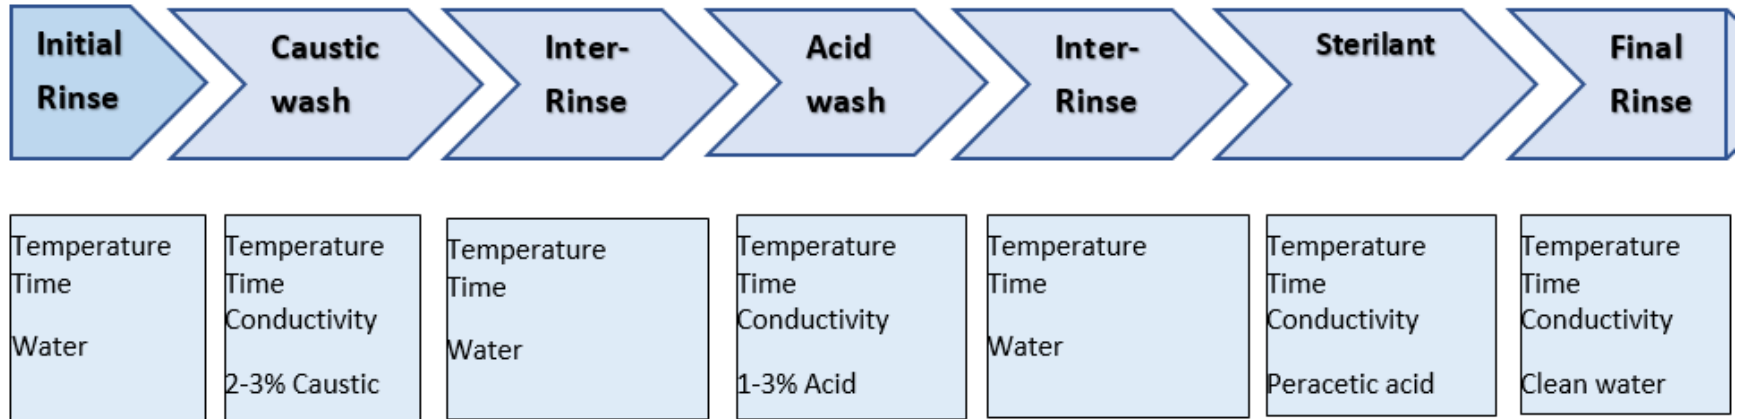 Initial
Rinse
Caustic
wash
Inter-
Rinse
Acid
wash
Inter-
Rinse
Sterilant
Final
Rinse
Temperature
Time
Water
Temperature
Time
Conductivity
2-3% Caustic
Temperature
Time
Water
Temperature
Time
Conductivity
1-3% Acid
Temperature
Time
Water
Temperature
Time
Conductivity
Peracetic acid
Temperature
Time
Conductivity
Clean water